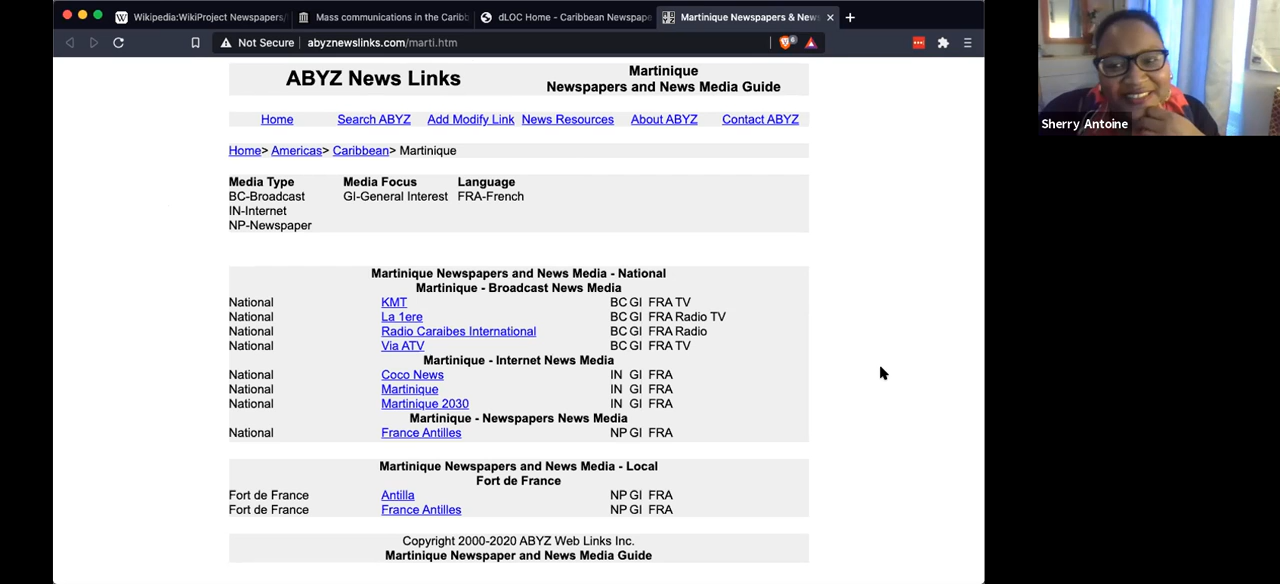 Wikipedia:WikiProject Newspapers/ Mass communications in the Caribb dLOC Home - Caribbean Newspape Martinique Newspapers & News
Not Secure abyznewslinks.com/marti.htm
ABYZ News Links
Martinique
Newspapers and News Media Guide
Home Search ABYZ Add Modify Link News Resources About ABYZ Contact ABYZ
Home> Americas> Caribbean> Martinique
Media Type Media Focus Language
BC-Broadcast GI-General Interest FRA-French
IN-Internet
NP-Newspaper
Martinique Newspapers and News Media - National
Martinique - Broadcast News Media
National KMT BC GI FRA TV
National La 1ere BC GI FRA Radio TV
National Radio Caraibes International BC GI FRA Radio
National Via ATV BC GI FRA TV
Martinique - Internet News Media
National Coco News IN GI FRA
National Martinique IN GI FRA
National Martinique 2030 IN GI FRA
Martinique - Newspapers News Media
National France Antilles NP GI FRA
Martinique Newspapers and News Media - Local
Fort de France
Fort de France Antilla NP GI FRA
Fort de France France Antilles NP GI FRA
Copyright 2000-2020 ABYZ Web Links Inc.
Martinique Newspaper and News Media Guide
Sherry Antoine